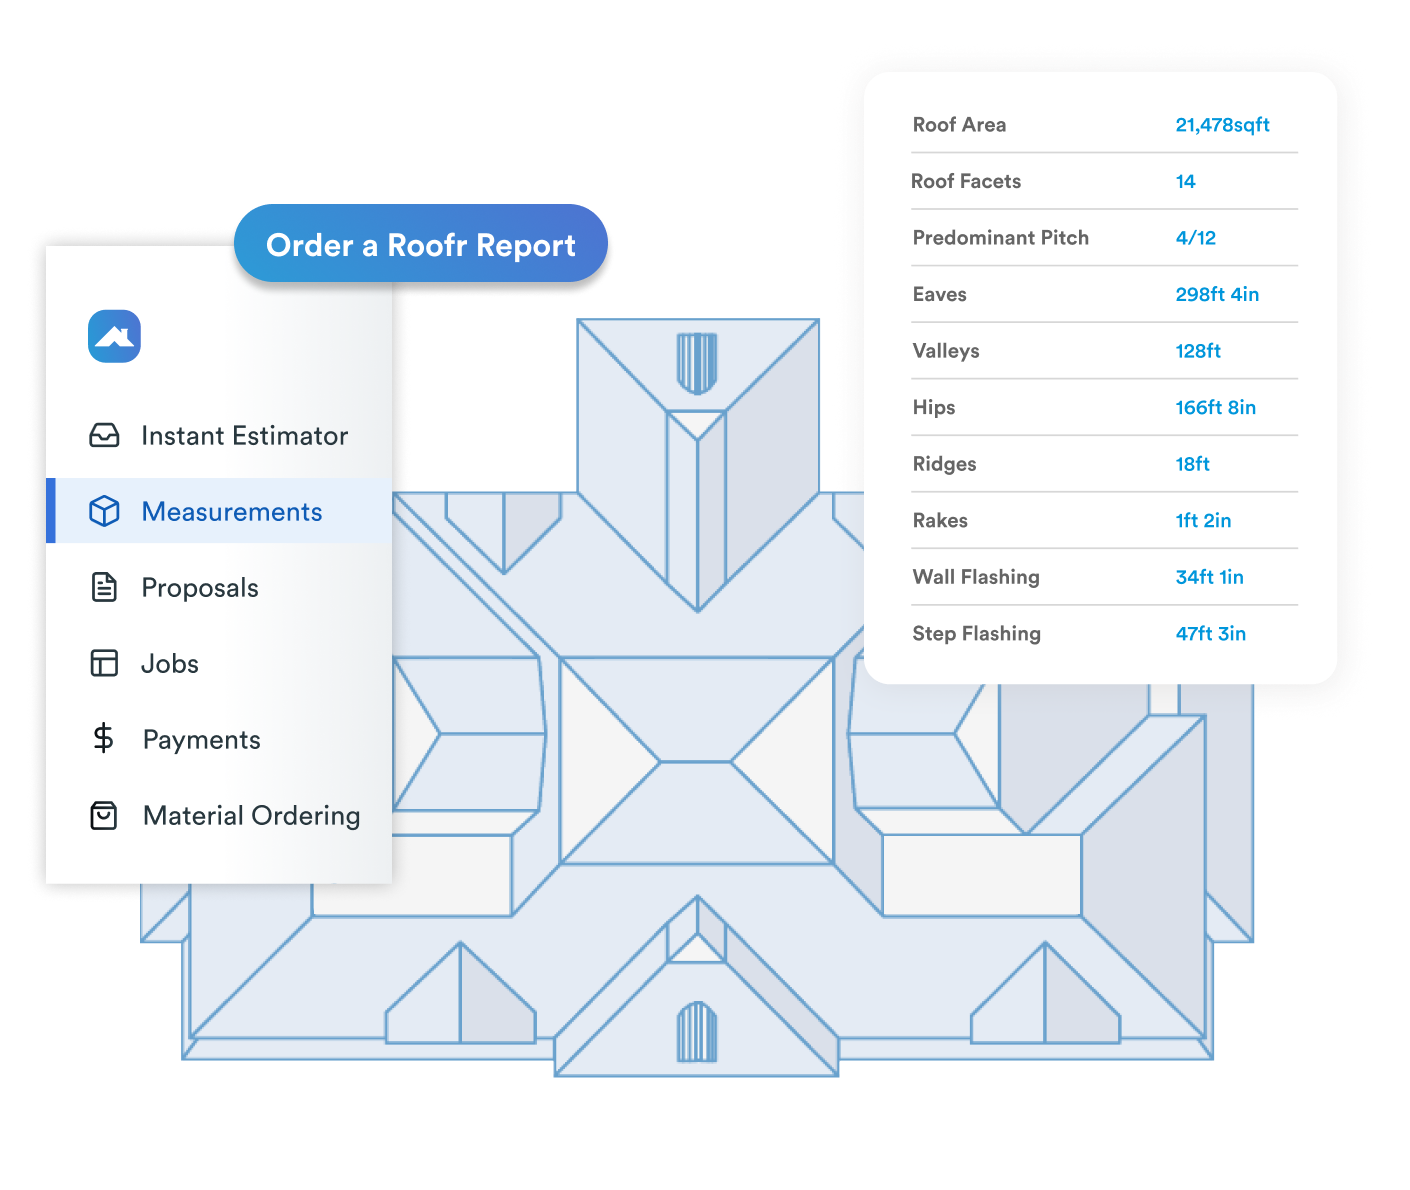 Order a Roofr Report
Instant Estimator
Measurements
Proposals
Jobs
Payments
Material Ordering
Roof Area 21,478sqft
Roof Facets 14
Predominant Pitch 4/12
Eaves 298ft 4in
Valleys 128ft
Hips 166ft 8in
Ridges 18ft
Rakes 1ft 2in
Wall Flashing 34ft 1in
Step Flashing 47ft 3in